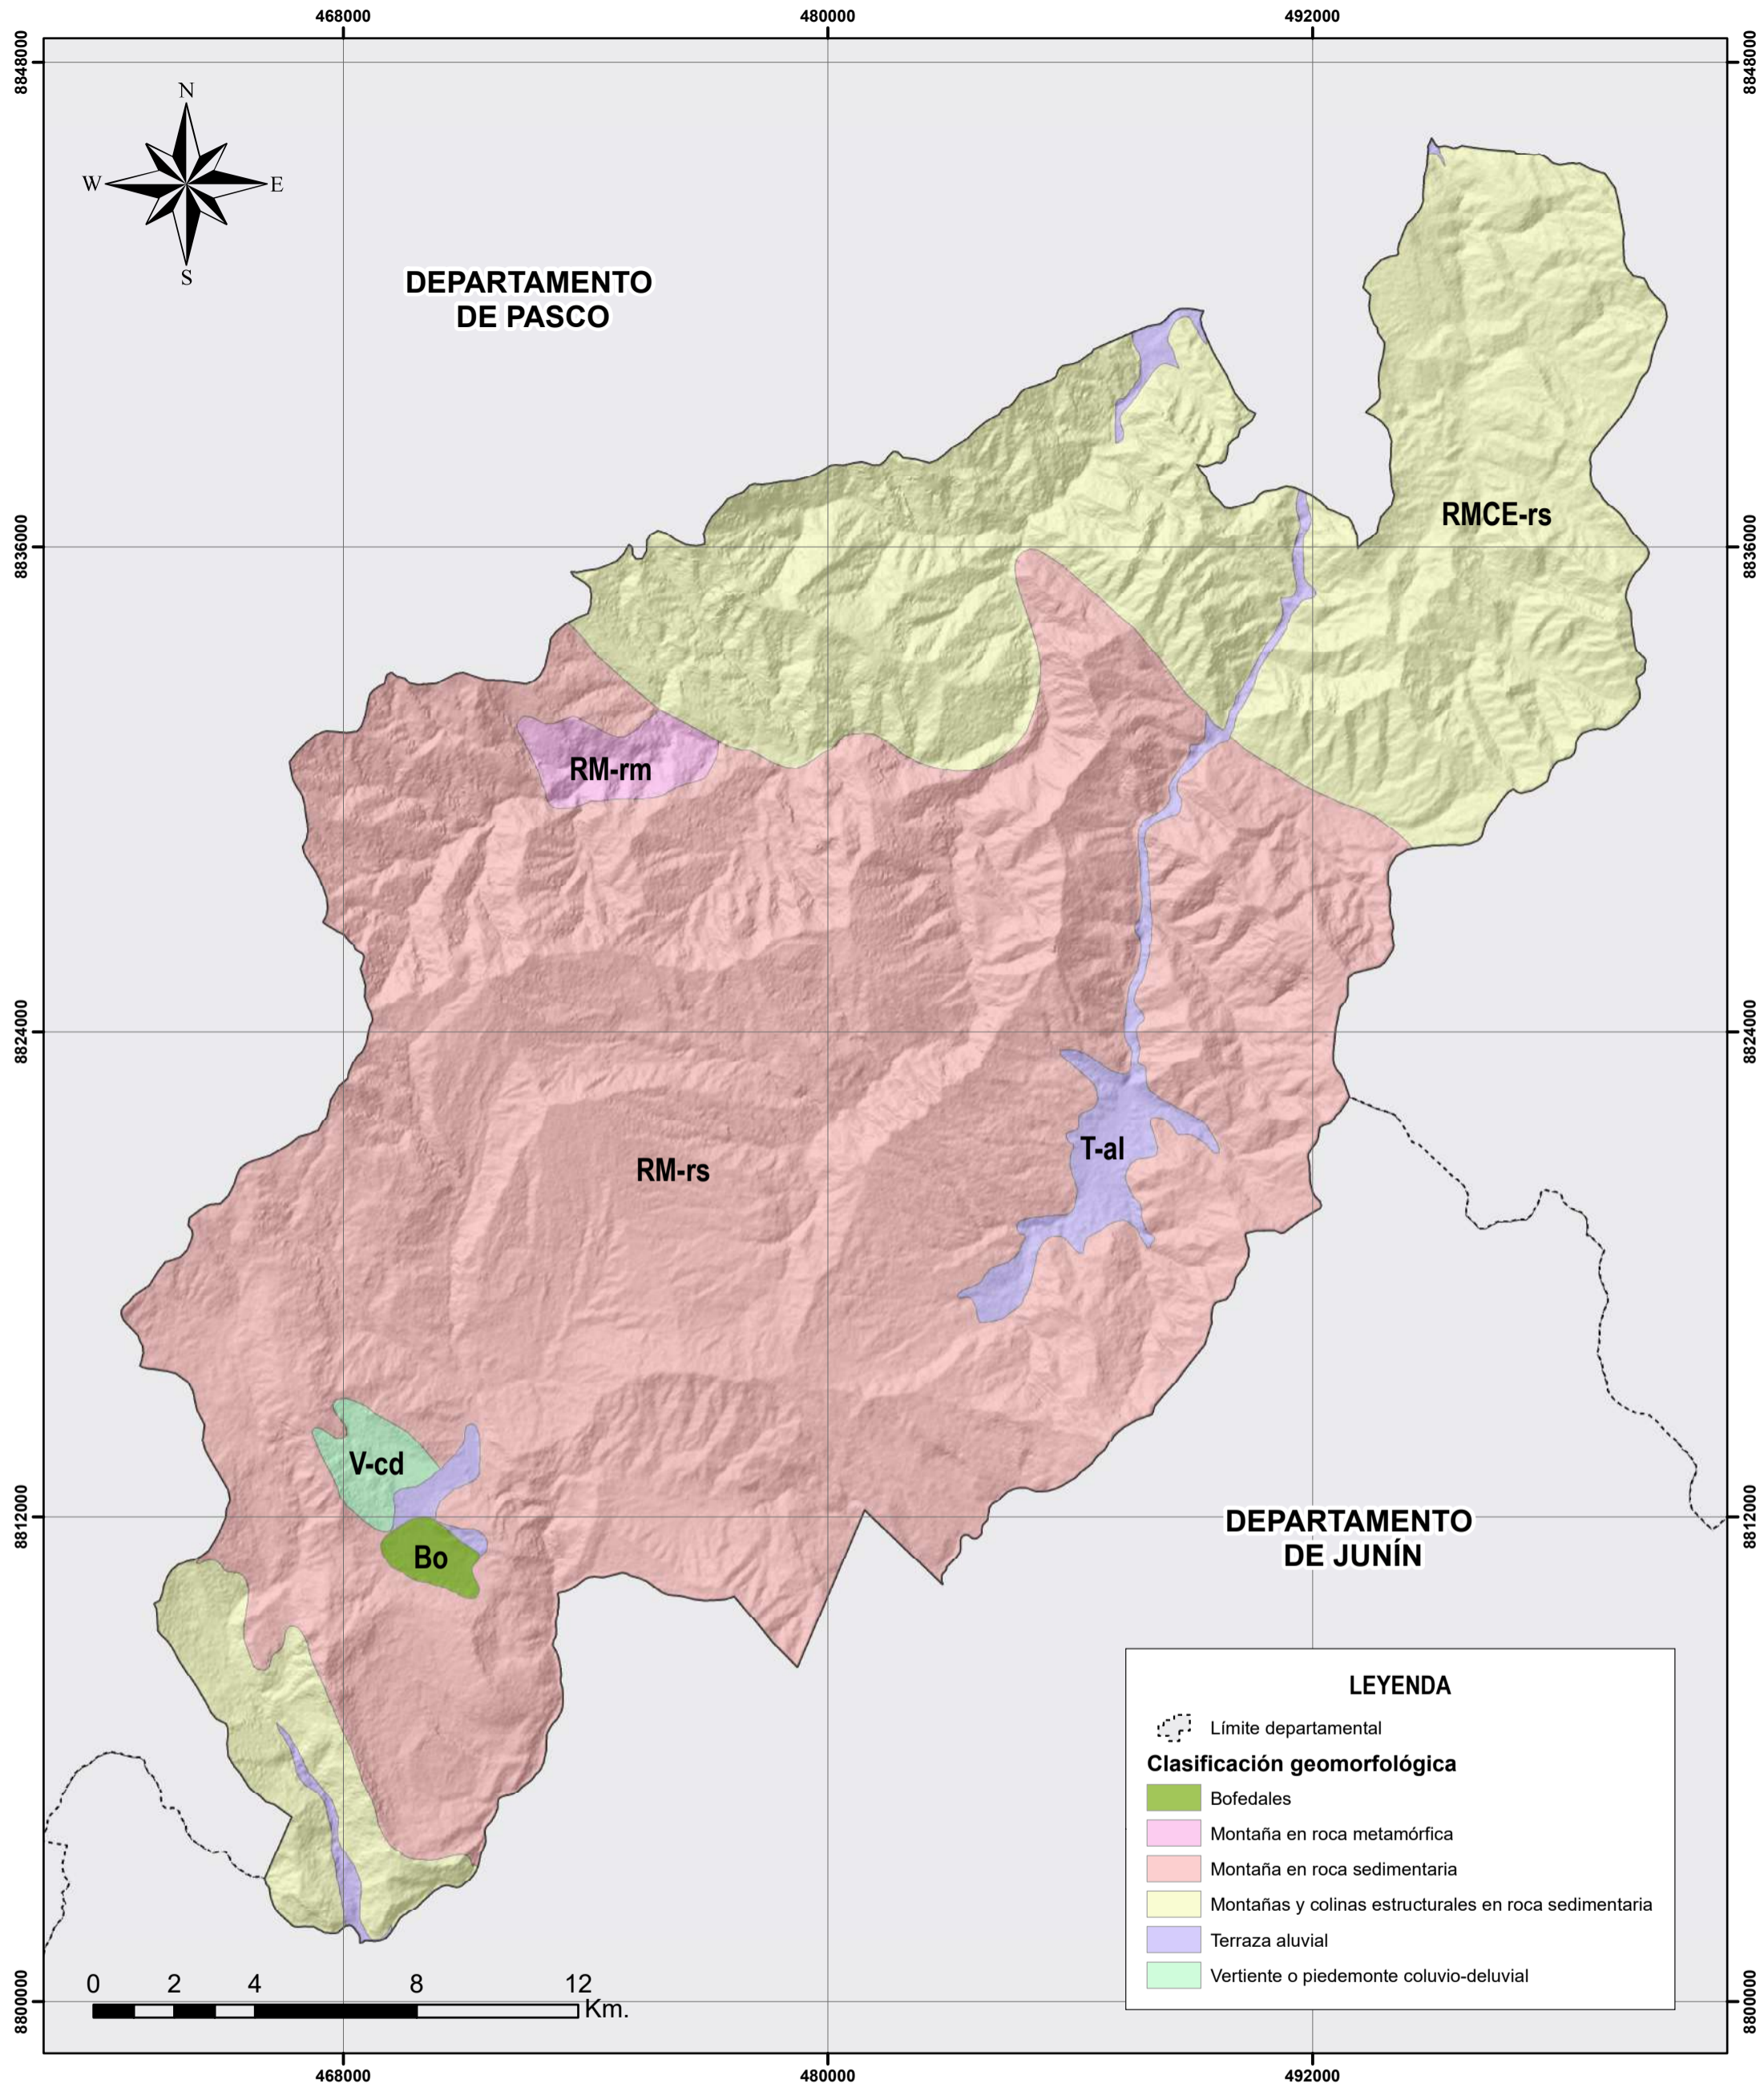 468000 480000 492000
8848000 8848000
N
W E
S
DEPARTAMENTO
DE PASCO
RMCE-rs
8836000 8836000
RM-rm
8824000 8824000
T-al
RM-rs
V-cd
8812000 8812000
Bo
DEPARTAMENTO
DE JUNÍN
LEYENDA
Límite departamental
Clasificación geomorfológica
Bofedales
Montaña en roca metamórfica
Montaña en roca sedimentaria
Montañas y colinas estructurales en roca sedimentaria
Terraza aluvial
Vertiente o piedemonte coluvio-deluvial
0 2 4 8 12
Km.
8800000 8800000
468000 480000 492000